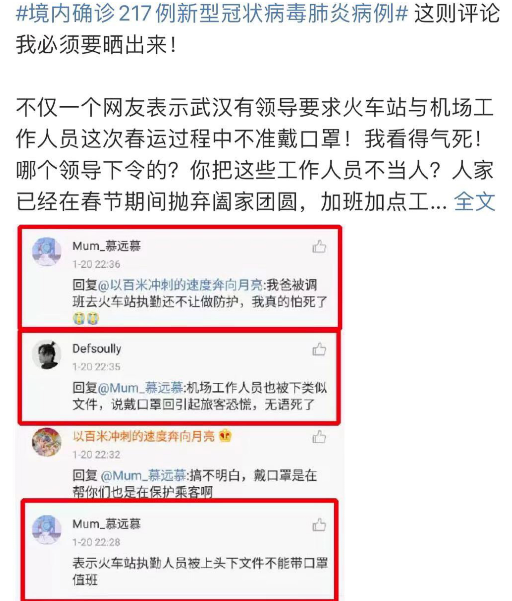 #境内确诊217例新型冠状病毒肺炎病例# 这则评论
我必须要晒出来！
不仅一个网友表示武汉有领导要求火车站与机场工
作人员这次春运过程中不准戴口罩！我看得气死！
哪个领导下令的？你把这些工作人员不当人？人家
已经在春节期间抛弃阖家团圆，加班加点工... 全文
Mum_慕远慕
1-20 22:36
回复@以百米冲刺的速度奔向月亮:我爸被调
班去火车站执勤还不让做防护，我真的怕死了
Defsoully
1-20 22:35
回复@Mum_慕远慕:机场工作人员也被下类似
文件，说戴口罩回引起旅客恐慌，无语死了
以百米冲刺的速度奔向月亮
1-20 22:32
回复 @Mum_慕远慕:搞不明白，戴口罩是在
帮你们也是在保护乘客啊
Mum_慕远慕
1-20 22:28
表示火车站执勤人员被上头下文件不能带口罩
值班